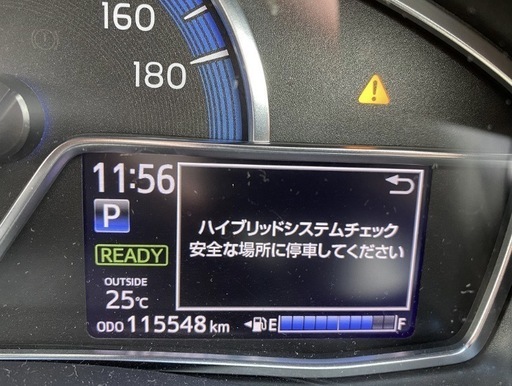 160
180
11:56
P
READY
OUTSIDE
25℃
ハイブリッドシステムチェック
安全な場所に停車してください
ODO 115548 km
E F